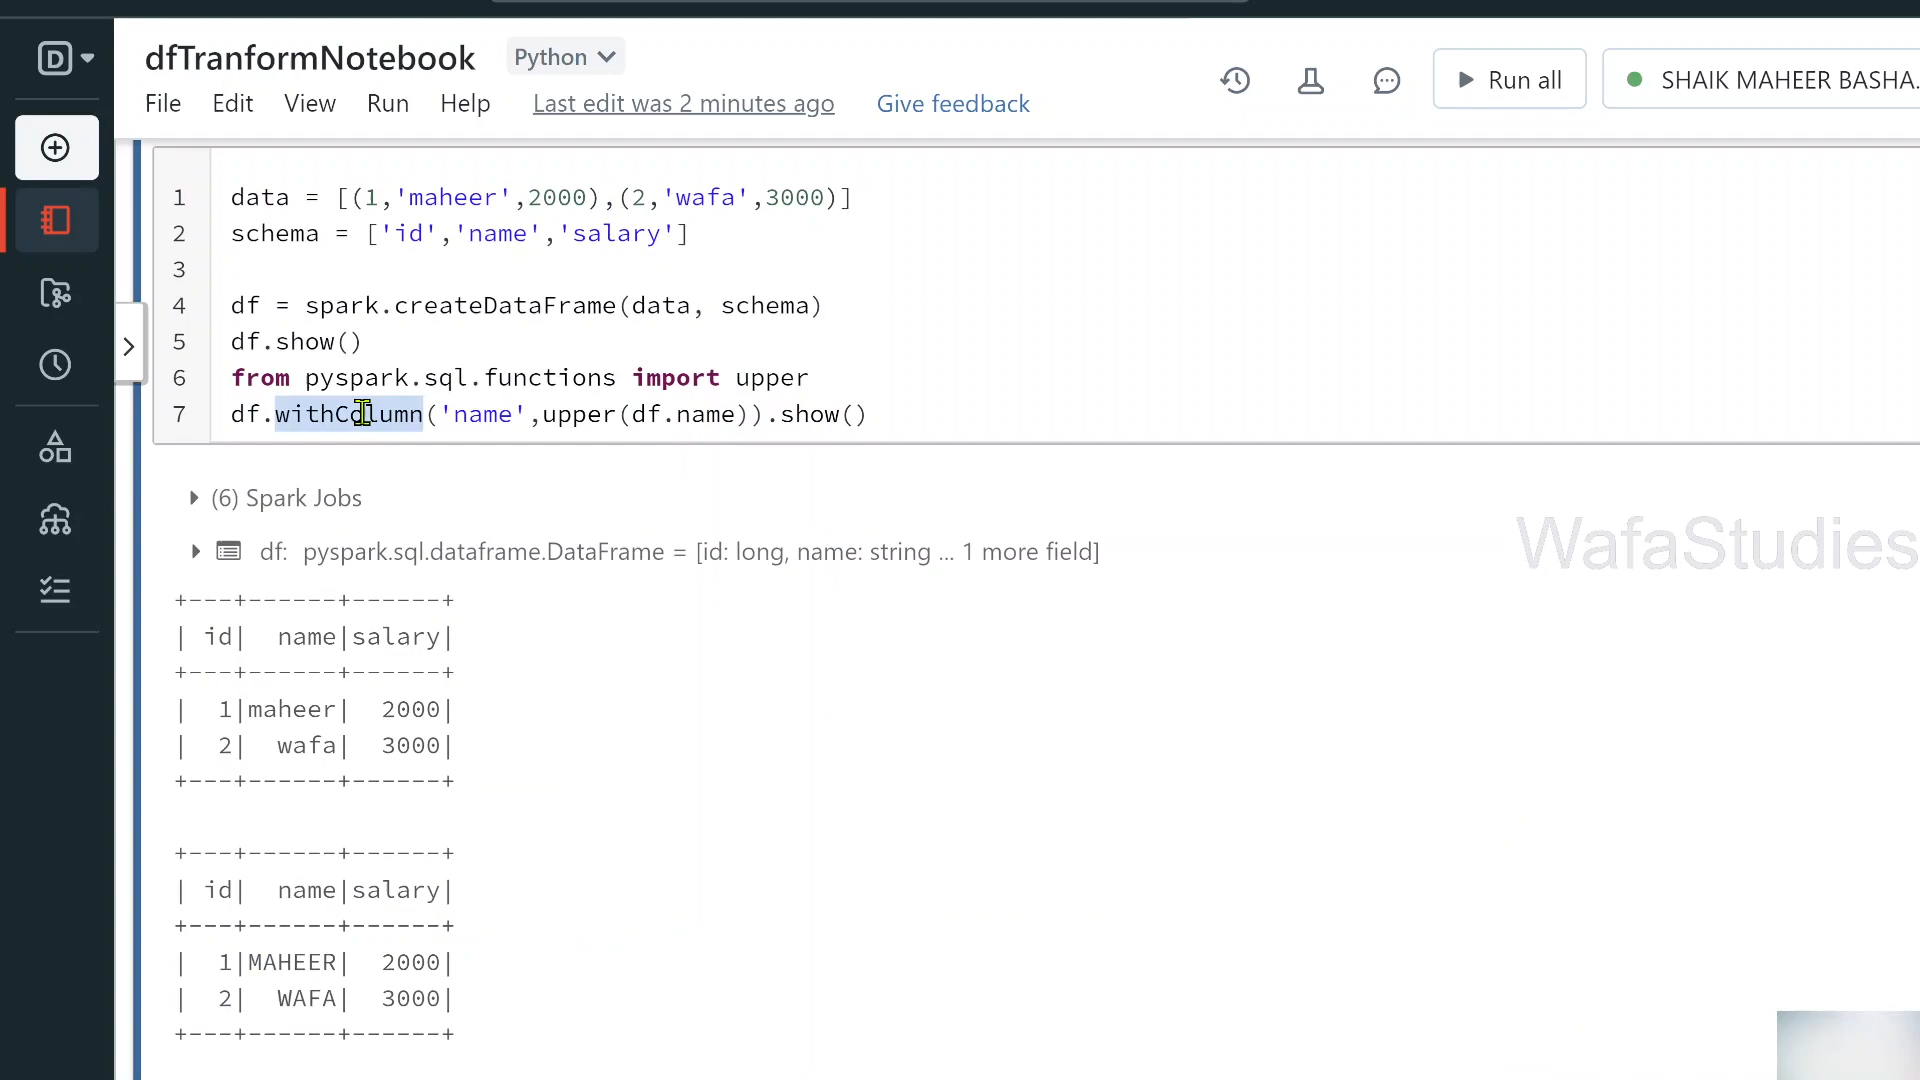 dfTranformNotebook Python
File Edit View Run Help Last edit was 2 minutes ago Give feedback
Run all SHAIK MAHEER BASHA.
1 data = [(1,'maheer',2000),(2,'wafa',3000)]
2 schema = ['id','name','salary']
3
4 df = spark.createDataFrame(data, schema)
5 df.show()
6 from pyspark.sql.functions import upper
7 df.withColumn('name',upper(df.name)).show()
(6) Spark Jobs
df: pyspark.sql.dataframe.DataFrame = [id: long, name: string ... 1 more field]
WafaStudies
+---+------+------+
| id|  name|salary|
+---+------+------+
|  1|maheer|  2000|
|  2|  wafa|  3000|
+---+------+------+
+---+------+------+
| id|  name|salary|
+---+------+------+
|  1|MAHEER|  2000|
|  2|  WAFA|  3000|
+---+------+------+